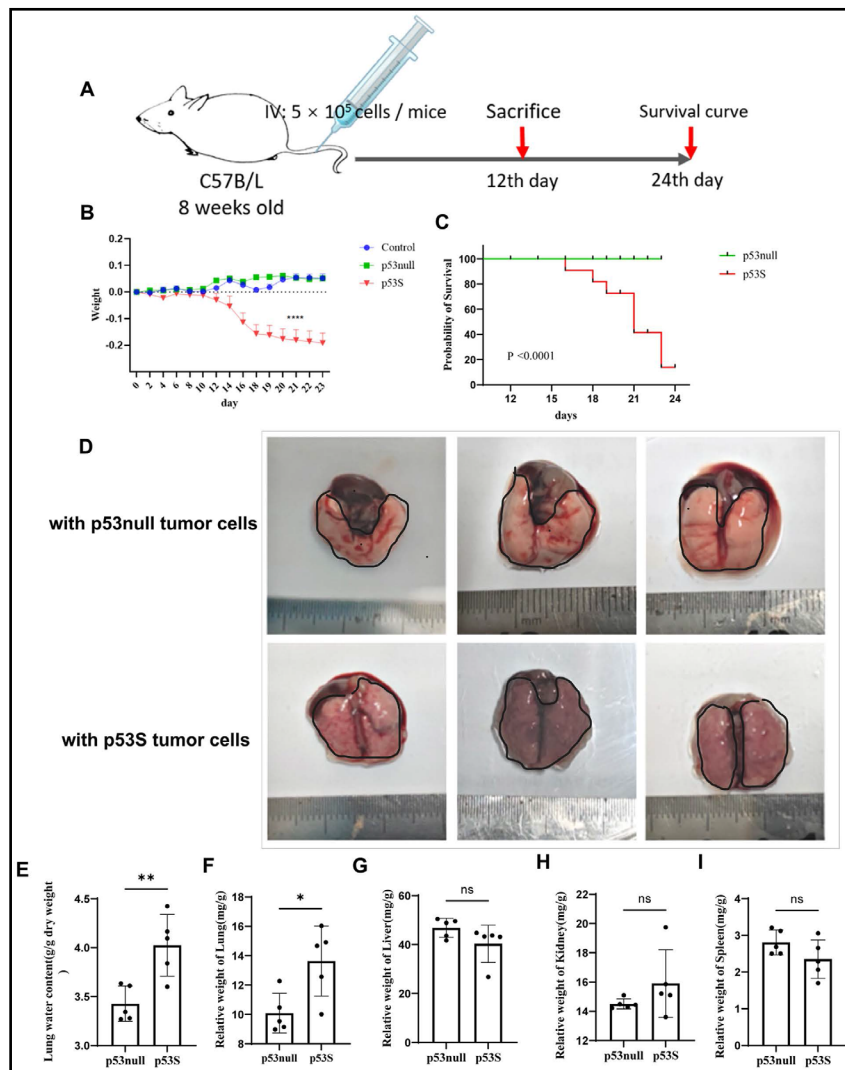 A
IV: 5 × 10⁵ cells / mice
Sacrifice
Survival curve
C57B/L
8 weeks old
12th day
24th day
B
Weight
0.2
0.1
0.0
-0.1
-0.2
****
0 2 4 6 8 10 12 14 16 18 19 20 21 22 23
day
Control
p53null
p53S
C
Probability of Survival
100
80
60
40
20
0
P <0.0001
12 15 18 21 24
days
p53null
p53S
D
with p53null tumor cells
mm
with p53S tumor cells
E
Lung water content(g/g dry weight
)
4.5
4.0
3.5
3.0
**
p53null p53S
F
Relative weight of Lung(mg/g)
18
16
14
12
10
8
*
p53null p53S
G
Relative weight of Liver(mg/g)
60
40
20
0
ns
p53null p53S
H
Relative weight of Kidney(mg/g)
22
20
18
16
14
12
ns
p53null p53S
I
Relative weight of Spleen(mg/g)
4
3
2
1
0
ns
p53null p53S